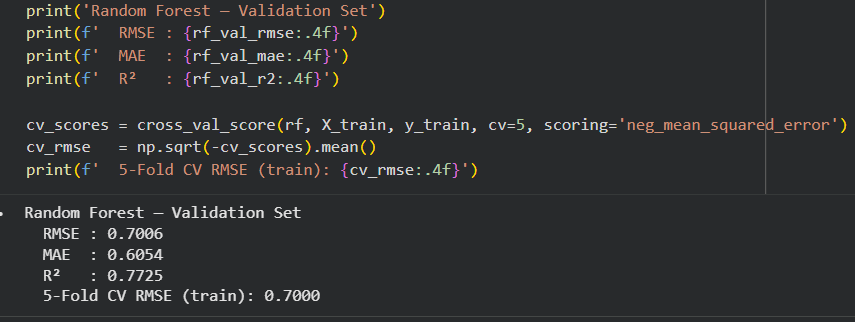 print('Random Forest — Validation Set')
print(f'  RMSE : {rf_val_rmse:.4f}')
print(f'  MAE  : {rf_val_mae:.4f}')
print(f'  R²   : {rf_val_r2:.4f}')
cv_scores = cross_val_score(rf, X_train, y_train, cv=5, scoring='neg_mean_squared_error')
cv_rmse   = np.sqrt(-cv_scores).mean()
print(f'  5-Fold CV RMSE (train): {cv_rmse:.4f}')
Random Forest — Validation Set
  RMSE : 0.7006
  MAE  : 0.6054
  R²   : 0.7725
  5-Fold CV RMSE (train): 0.7000